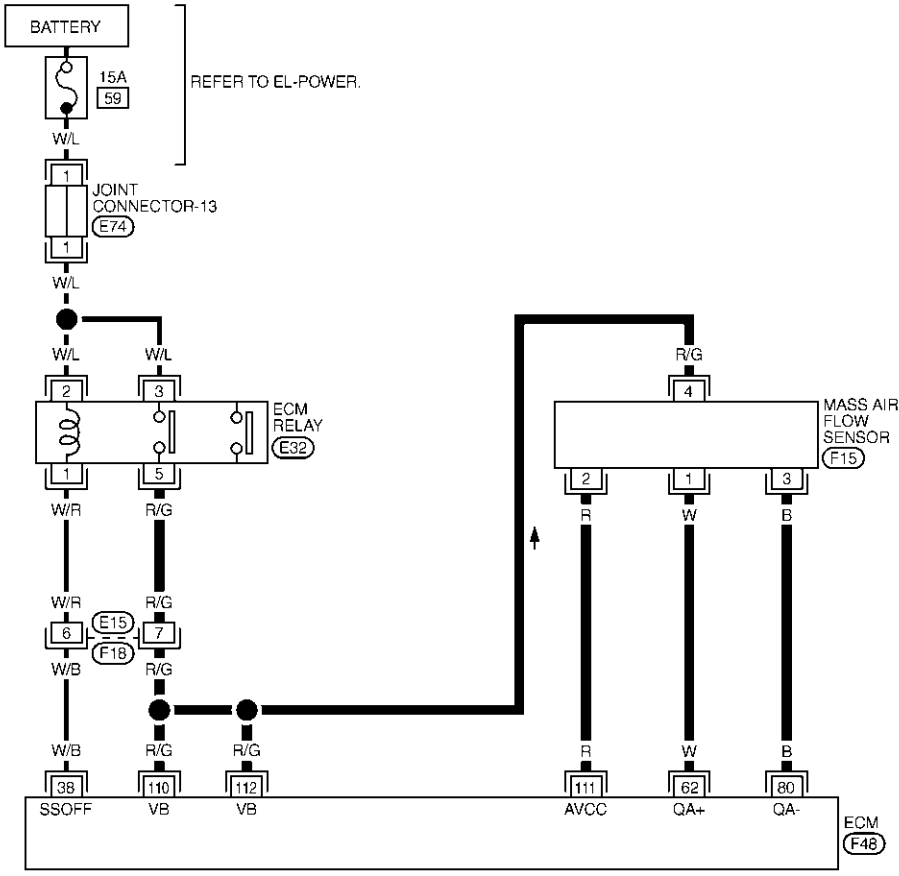 BATTERY
15A
59
REFER TO EL-POWER.
W/L
1
JOINT
CONNECTOR-13
E74
1
W/L
W/L W/L R/G
2 3 4
ECM
RELAY
E32
MASS AIR
FLOW
SENSOR
F15
1 5 2 1 3
W/R R/G R W B
W/R R/G
6 E15 7
F18
W/B R/G
W/B R/G R/G R W B
38 110 112 111 62 80
SSOFF VB VB AVCC QA+ QA-
ECM
F48